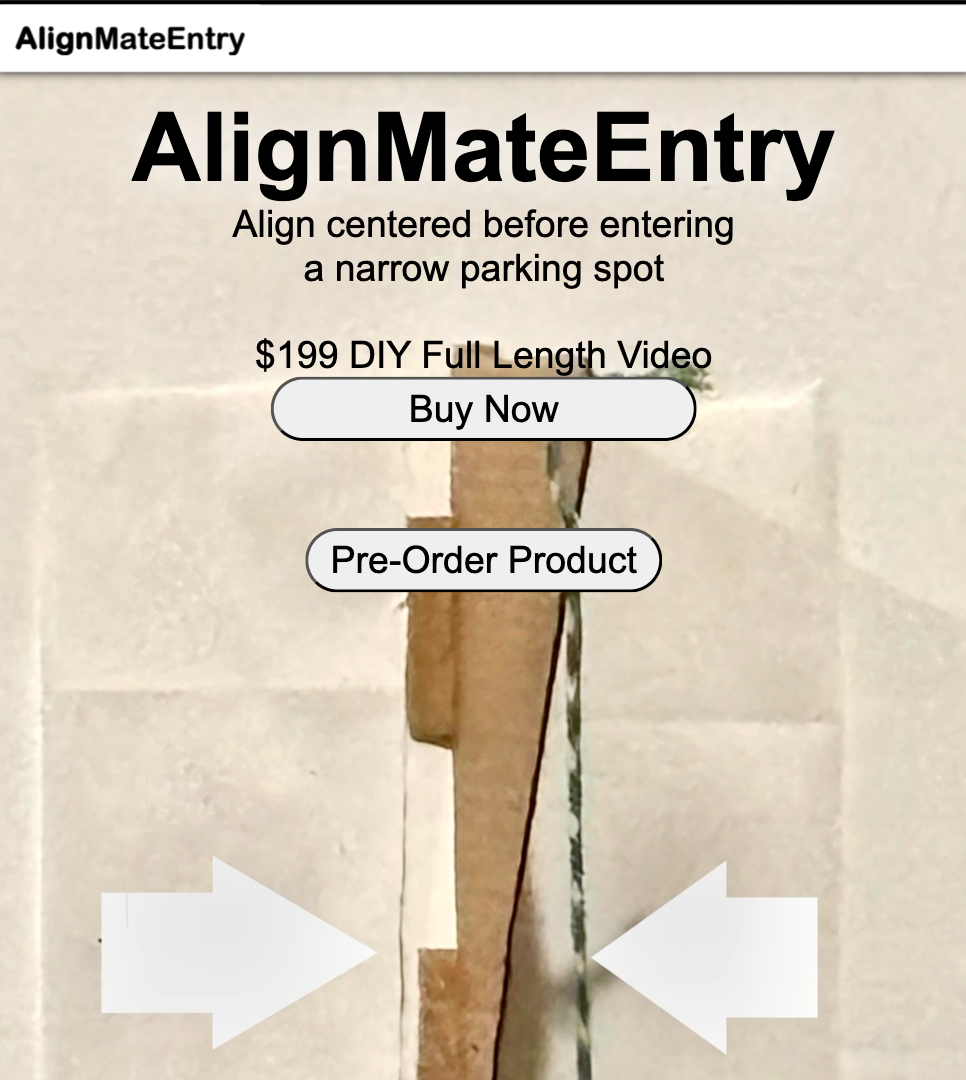 AlignMateEntry
AlignMateEntry
Align centered before entering
a narrow parking spot
$199 DIY Full Length Video
Buy Now
Pre-Order Product